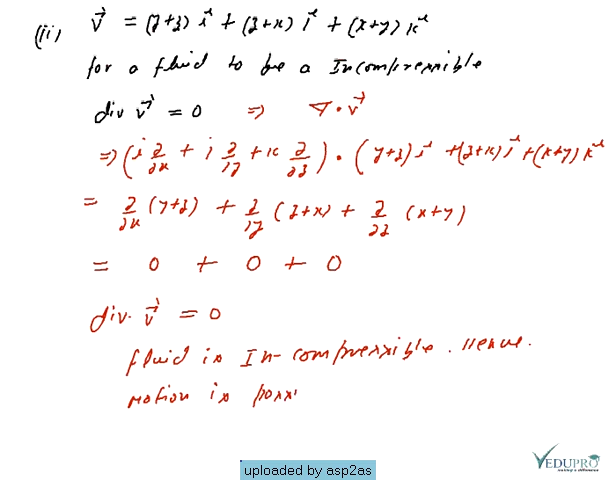 (ii) v⃗ = (y+z) i + (z+x) j + (x+y) k
for a fluid to be a Incompressible
div v⃗ = 0 ⇒ ∇·v⃗
⇒ (i ∂/∂x + j ∂/∂y + k ∂/∂z) · ((y+z) i + (z+x) j + (x+y) k
= ∂/∂x (y+z) + ∂/∂y (z+x) + ∂/∂z (x+y)
= 0 + 0 + 0
div. v⃗ = 0
fluid is In-compressible. Hence.
motion is poss
VEDUPRO
uploaded by asp2as